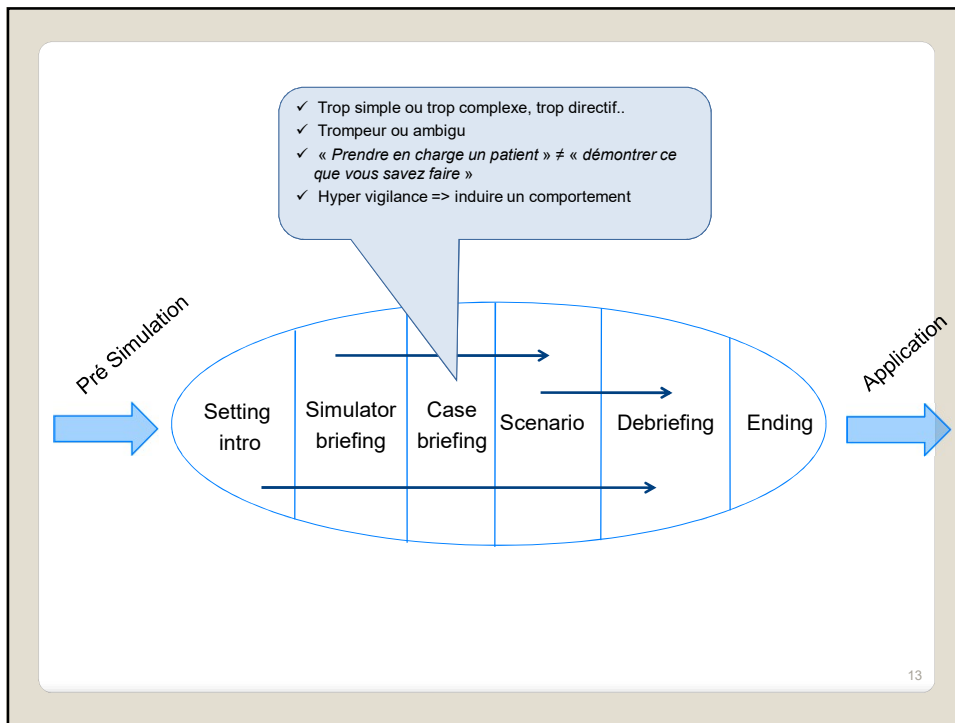 ✓ Trop simple ou trop complexe, trop directif..
✓ Trompeur ou ambigu
✓ « Prendre en charge un patient » ≠ « démontrer ce
que vous savez faire »
✓ Hyper vigilance => induire un comportement
Pré Simulation
Setting
intro
Simulator
briefing
Case
briefing
Scenario
Debriefing
Ending
Application
13